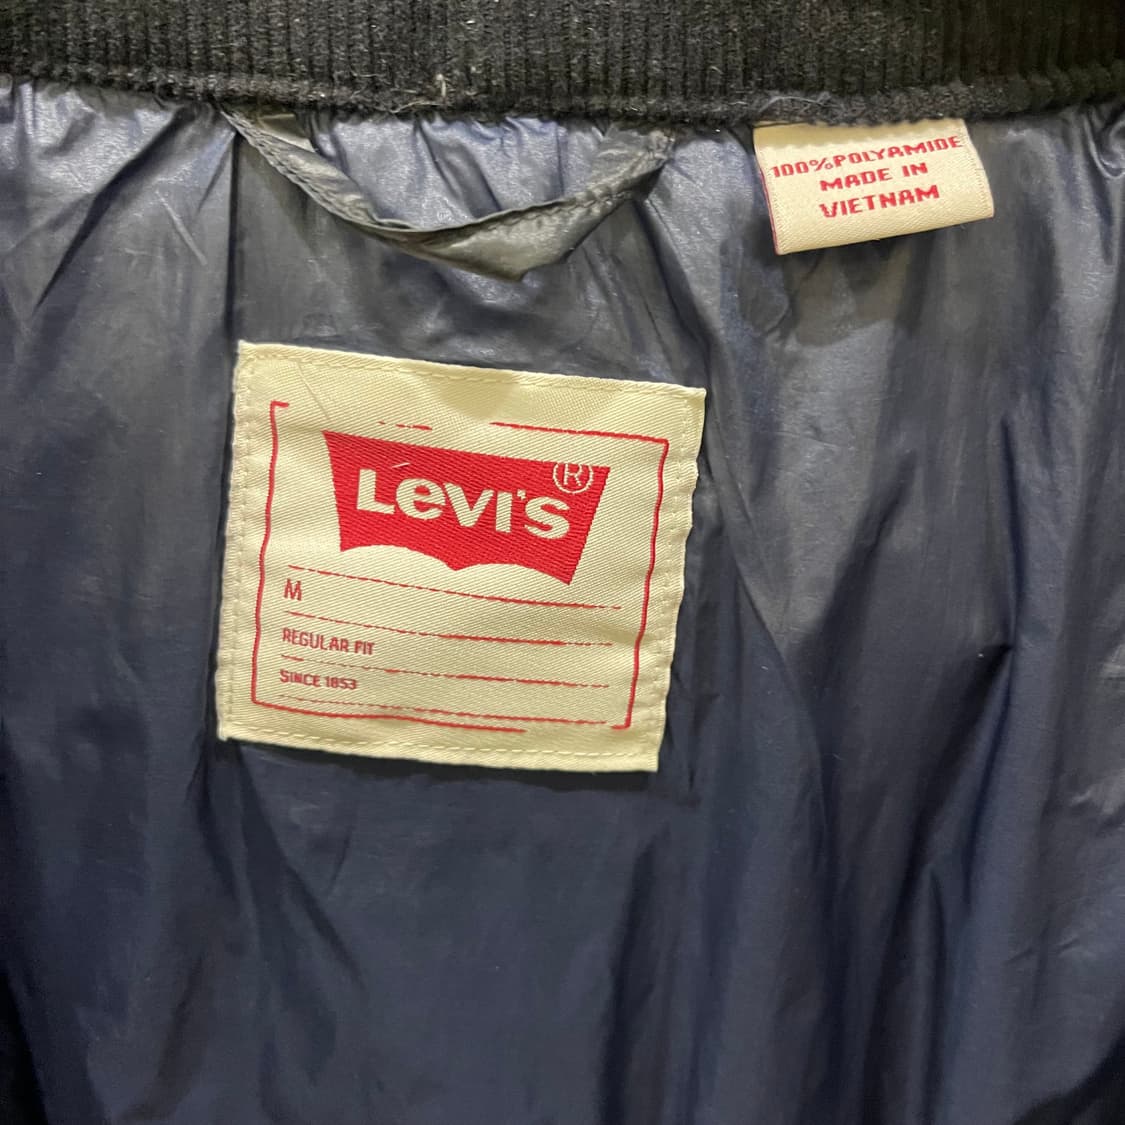 100% POLYAMIDE
MADE IN
VIETNAM
Levi's®
M
REGULAR FIT
SINCE 1853